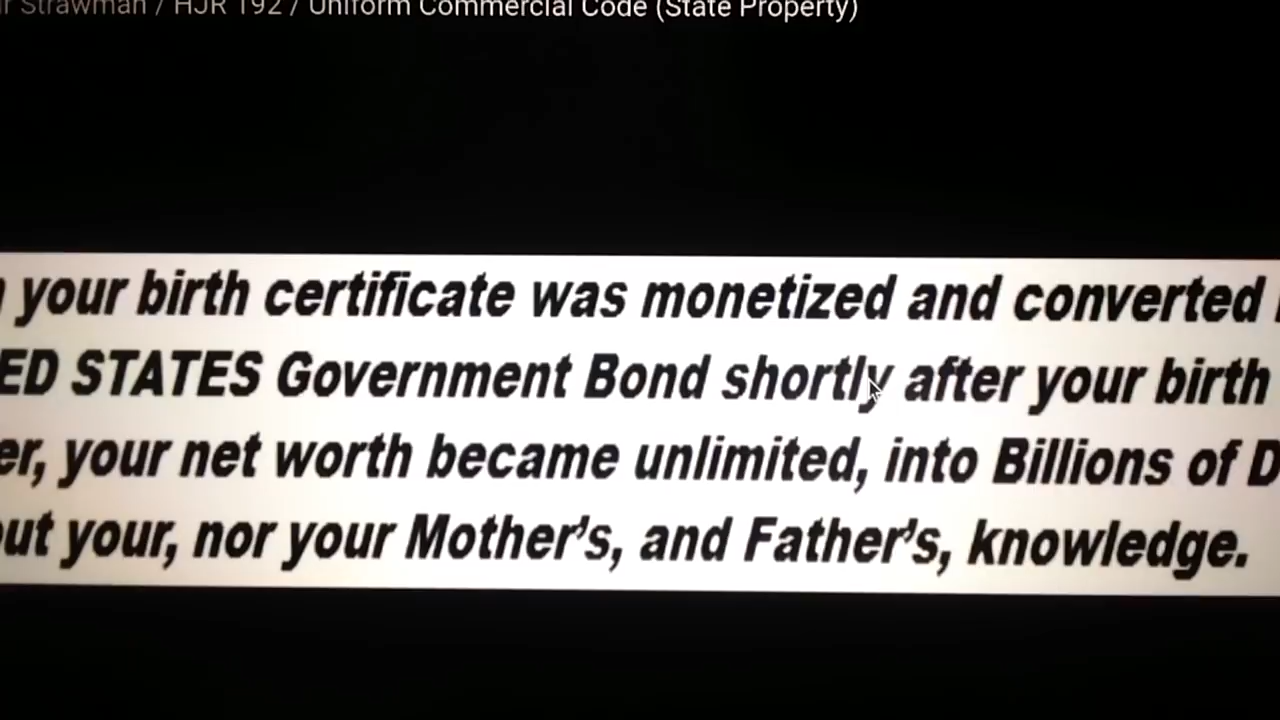 Strawman / HJR 192 / Uniform Commercial Code (State Property)
your birth certificate was monetized and converted
ED STATES Government Bond shortly after your birth
er, your net worth became unlimited, into Billions of D
out your, nor your Mother's, and Father's, knowledge.